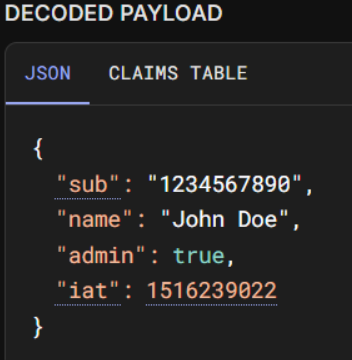 DECODED PAYLOAD
JSON CLAIMS TABLE
{
"sub": "1234567890",
"name": "John Doe",
"admin": true,
"iat": 1516239022
}